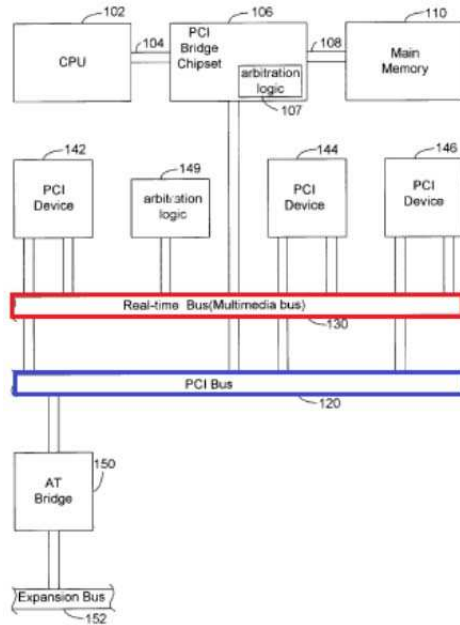 102
106
110
PCI
Bridge
Chipset
104
108
CPU
Main
Memory
arbitration
logic
107
142
149
144
146
PCI
Device
arbitration
logic
PCI
Device
PCI
Device
Real-time Bus(Multimedia bus)
130
PCI Bus
120
150
AT
Bridge
Expansion Bus
152